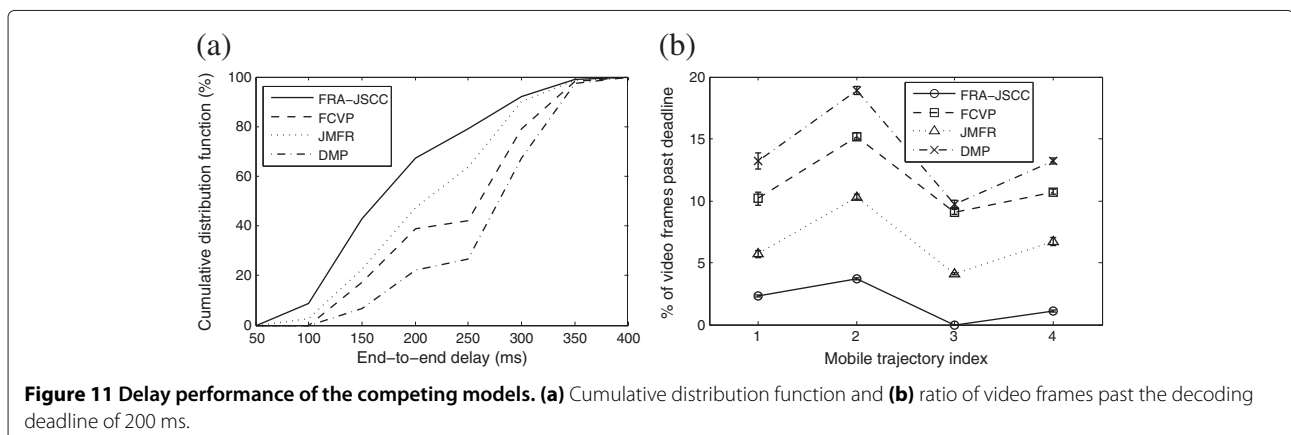 (a)
Cumulative distribution function (%)
100
80
60
40
20
0
FRA−JSCC
FCVP
JMFR
DMP
50 100 150 200 250 300 350 400
End−to−end delay (ms)
(b)
% of video frames past deadline
20
15
10
5
0
FRA−JSCC
FCVP
JMFR
DMP
1 2 3 4
Mobile trajectory index
Figure 11 Delay performance of the competing models. (a) Cumulative distribution function and (b) ratio of video frames past the decoding
deadline of 200 ms.